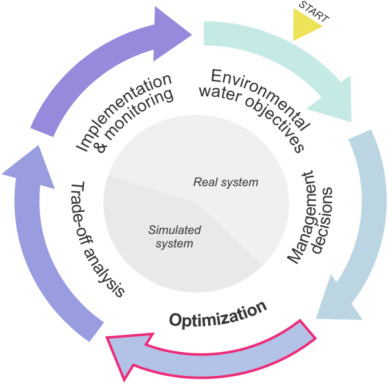 START
Environmental
water objectives
Management
decisions
Optimization
Trade-off analysis
Implementation
& monitoring
Real system
Simulated
system